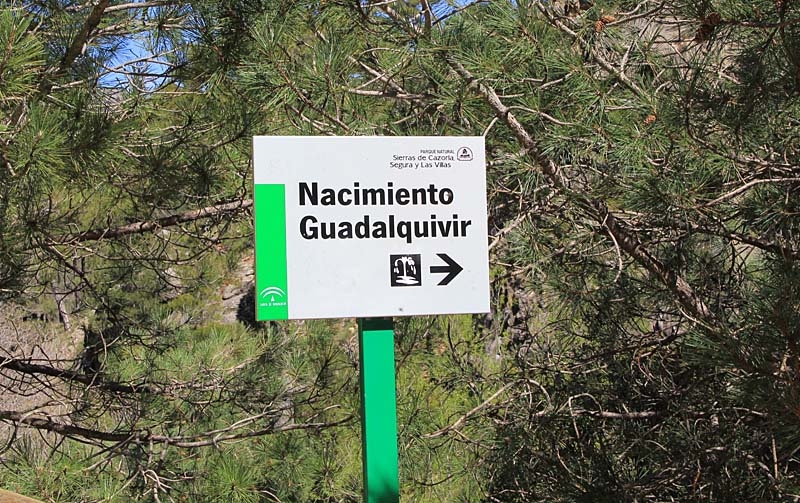 PARQUE NATURAL
Sierras de Cazorla,
Segura y Las Villas
Nacimiento
Guadalquivir